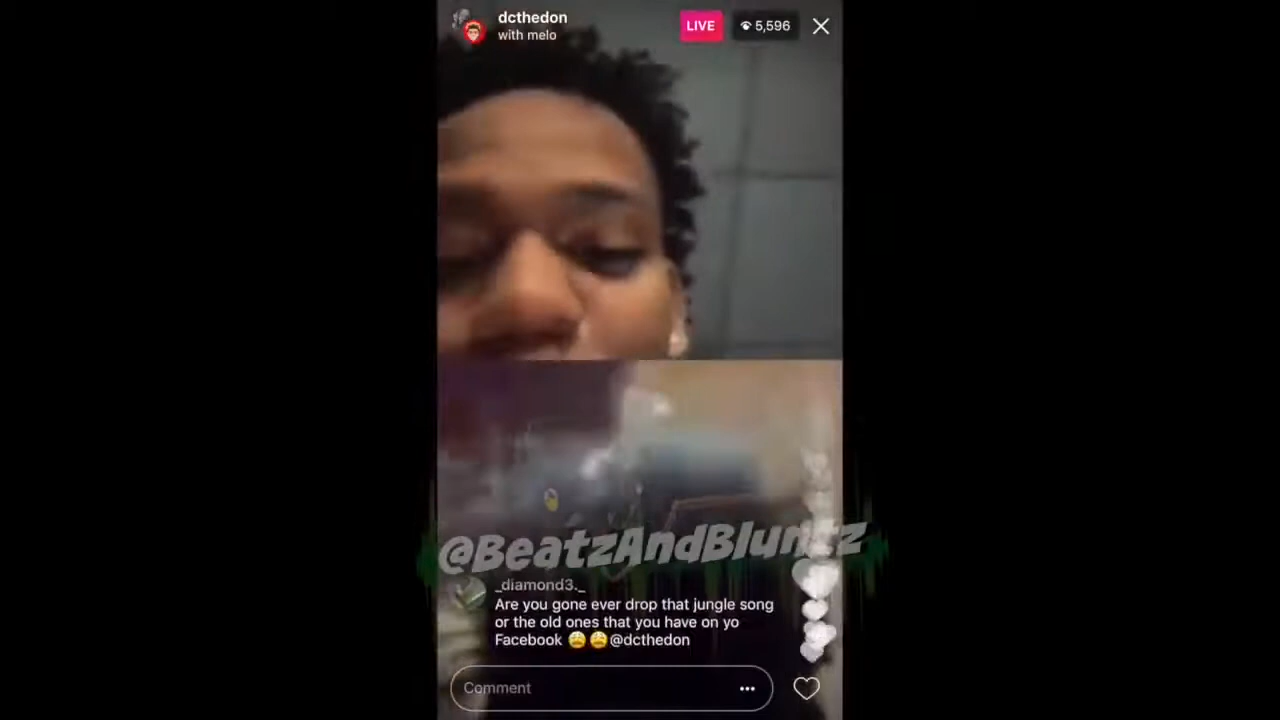 dcthedon
with melo
LIVE
5,596
@BeatzAndBluntz
_diamond3._
Are you gone ever drop that jungle song
or the old ones that you have on yo
Facebook 😩😩@dcthedon
Comment